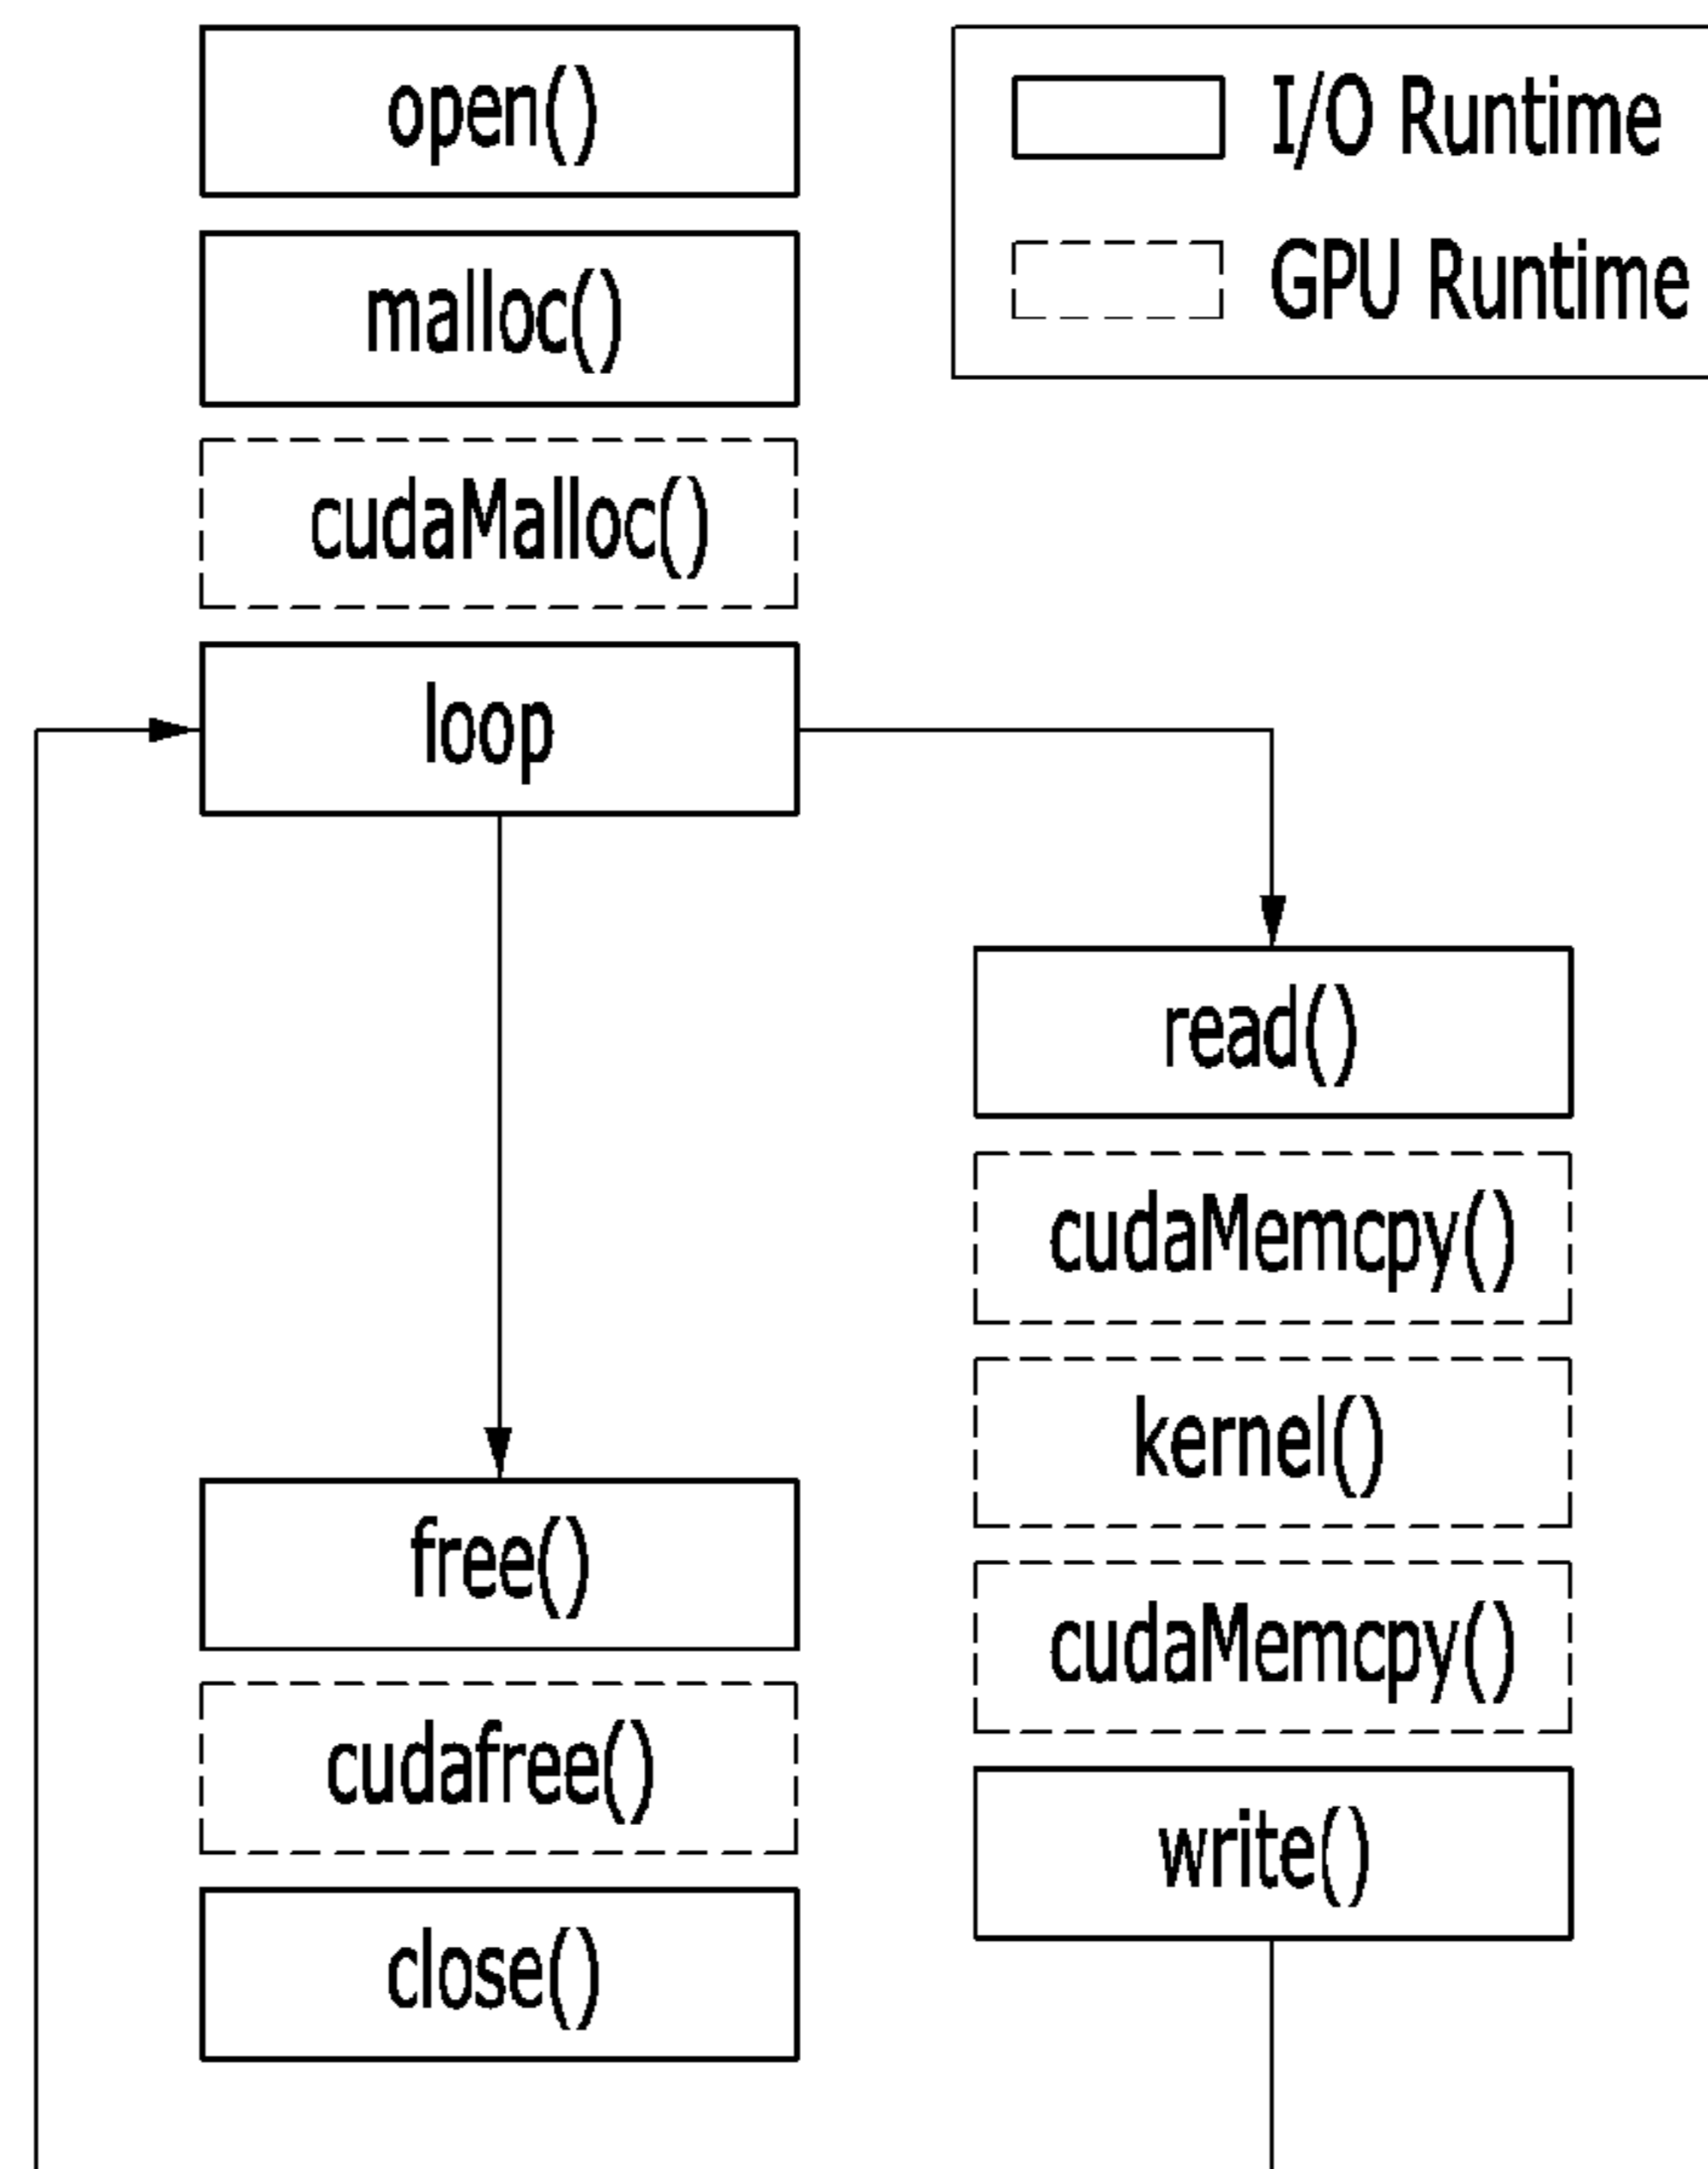 open()
malloc()
cudaMalloc()
loop
I/O Runtime
GPU Runtime
read()
cudaMemcpy()
kernel()
cudaMemcpy()
write()
free()
cudafree()
close()